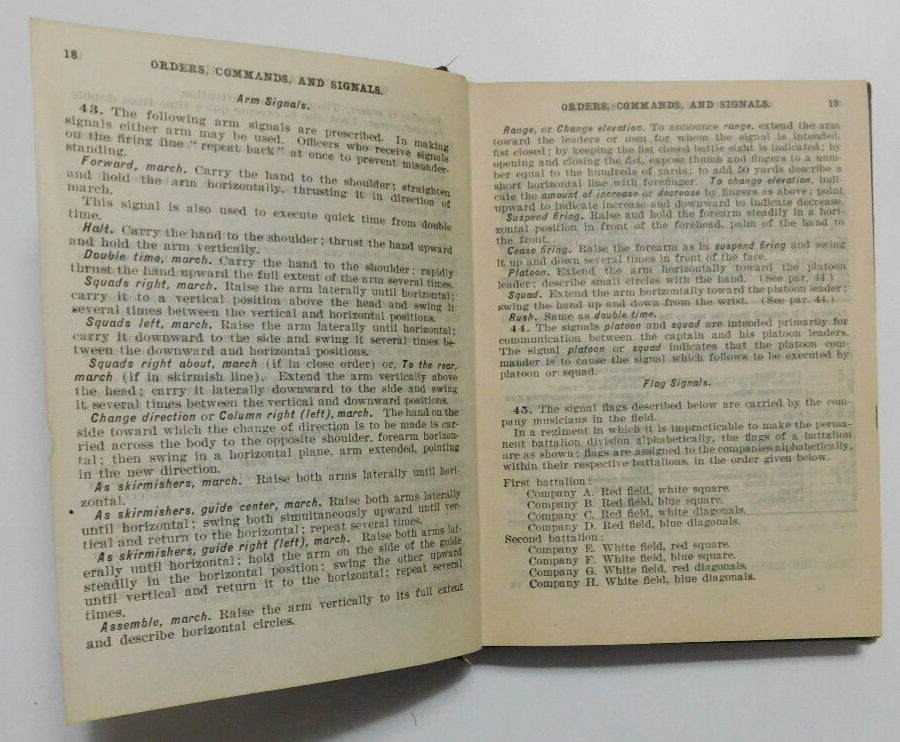 18
ORDERS, COMMANDS, AND SIGNALS.
Arm Signals.
43. The following arm signals are prescribed. In making
signals either arm may be used. Officers who receive signals
on the firing line "repeat back" at once to prevent misunder-
standing.
Forward, march. Carry the hand to the shoulder; straighten
and hold the arm horizontally, thrusting it in direction of
march.
This signal is also used to execute quick time from double
time.
Halt. Carry the hand to the shoulder; thrust the hand upward
and hold the arm vertically.
Double time, march. Carry the hand to the shoulder; rapidly
thrust the hand upward the full extent of the arm several times.
Squads right, march. Raise the arm laterally until horizontal;
carry it to a vertical position above the head and swing it
several times between the vertical and horizontal positions.
Squads left, march. Raise the arm laterally until horizontal;
carry it downward to the side and swing it several times be-
tween the downward and horizontal positions.
Squads right about, march (if in close order) or, To the rear,
march (if in skirmish line). Extend the arm vertically above
the head; carry it laterally downward to the side and swing
it several times between the vertical and downward positions.
Change direction or Column right (left), march. The hand on the
side toward which the change of direction is to be made is car-
ried across the body to the opposite shoulder, forearm horizon-
tal; then swing in a horizontal plane, arm extended, pointing
in the new direction.
As skirmishers, march. Raise both arms laterally until hori-
zontal.
As skirmishers, guide center, march. Raise both arms laterally
until horizontal; swing both simultaneously upward until ver-
tical and return to the horizontal; repeat several times.
As skirmishers, guide right (left), march. Raise both arms lat-
erally until horizontal; hold the arm on the side of the guide
steadily in the horizontal position; swing the other upward
until vertical and return it to the horizontal; repeat several
times.
Assemble, march. Raise the arm vertically to its full extent
and describe horizontal circles.
ORDERS, COMMANDS, AND SIGNALS. 19
Range, or Change elevation. To announce range, extend the arm
toward the leaders or men for whom the signal is intended,
fist closed; by keeping the fist closed battle sight is indicated; by
opening and closing the fist, expose thumb and fingers to a num-
ber equal to the hundreds of yards; to add 50 yards describe a
short horizontal line with forefinger. To change elevation, indi-
cate the amount of increase or decrease by fingers as above; point
upward to indicate increase and downward to indicate decrease.
Suspend firing. Raise and hold the forearm steadily in a hori-
zontal position in front of the forehead, palm of the hand to
the front.
Cease firing. Raise the forearm as in suspend firing and swing
it up and down several times in front of the face.
Platoon. Extend the arm horizontally toward the platoon
leader; describe small circles with the hand. (See par. 44.)
Squad. Extend the arm horizontally toward the platoon leader;
swing the hand up and down from the wrist. (See par. 44.)
Rush. Same as double time.
44. The signals platoon and squad are intended primarily for
communication between the captain and his platoon leaders.
The signal platoon or squad indicates that the platoon com-
mander is to cause the signal which follows to be executed by
platoon or squad.
Flag Signals.
45. The signal flags described below are carried by the com-
pany musicians in the field.
In a regiment in which it is impracticable to make the perma-
nent battalion division alphabetically, the flags of a battalion
are as shown; flags are assigned to the companies alphabetically,
within their respective battalions, in the order given below.
First battalion:
Company A. Red field, white square.
Company B. Red field, blue square.
Company C. Red field, white diagonals.
Company D. Red field, blue diagonals.
Second battalion:
Company E. White field, red square.
Company F. White field, blue square.
Company G. White field, red diagonals.
Company H. White field, blue diagonals.